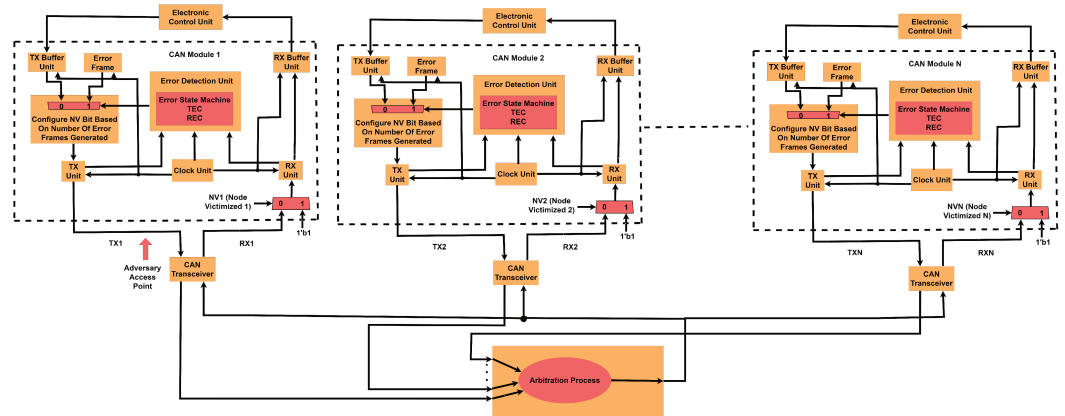 Electronic
Control Unit
CAN Module 1
TX Buffer
Unit
Error
Frame
RX Buffer
Unit
Error Detection Unit
Error State Machine
TEC
REC
0 1
Configure NV Bit Based
On Number Of Error
Frames Generated
TX
Unit
Clock Unit
RX
Unit
NV1 (Node
Victimized 1)
0 1
1'b1
TX1
RX1
Adversary
Access
Point
CAN
Transceiver
Electronic
Control Unit
CAN Module 2
TX Buffer
Unit
Error
Frame
RX Buffer
Unit
Error Detection Unit
Error State Machine
TEC
REC
0 1
Configure NV Bit Based
On Number Of Error
Frames Generated
TX
Unit
Clock Unit
RX
Unit
NV2 (Node
Victimized 2)
0 1
1'b1
TX2
RX2
CAN
Transceiver
Electronic
Control Unit
CAN Module N
TX Buffer
Unit
Error
Frame
RX Buffer
Unit
Error Detection Unit
Error State Machine
TEC
REC
0 1
Configure NV Bit Based
On Number Of Error
Frames Generated
TX
Unit
Clock Unit
RX
Unit
NVN (Node
Victimized N)
0 1
1'b1
TXN
RXN
CAN
Transceiver
Arbitration Process